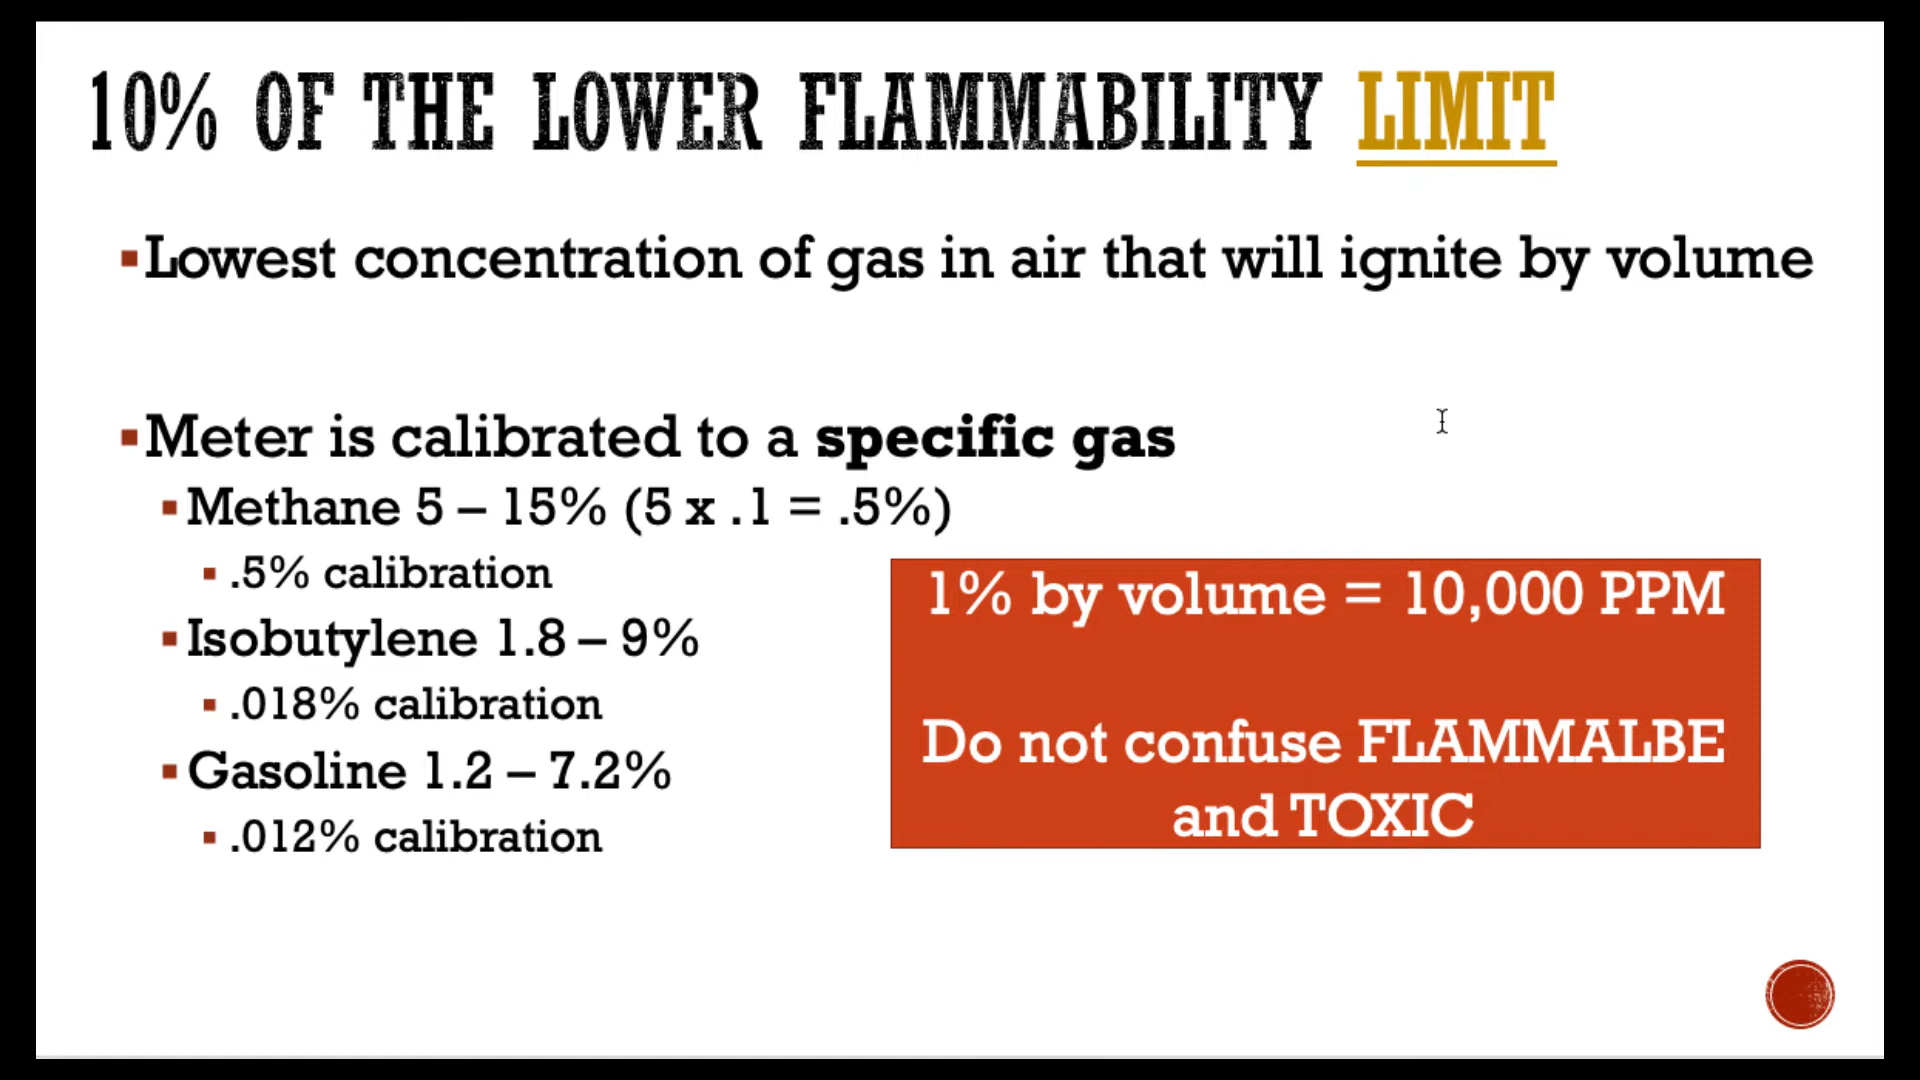 10% OF THE LOWER FLAMMABILITY LIMIT
▪Lowest concentration of gas in air that will ignite by volume
▪Meter is calibrated to a specific gas
▪Methane 5 – 15% (5 x .1 = .5%)
▪.5% calibration
▪Isobutylene 1.8 – 9%
▪.018% calibration
▪Gasoline 1.2 – 7.2%
▪.012% calibration
1% by volume = 10,000 PPM
Do not confuse FLAMMALBE
and TOXIC